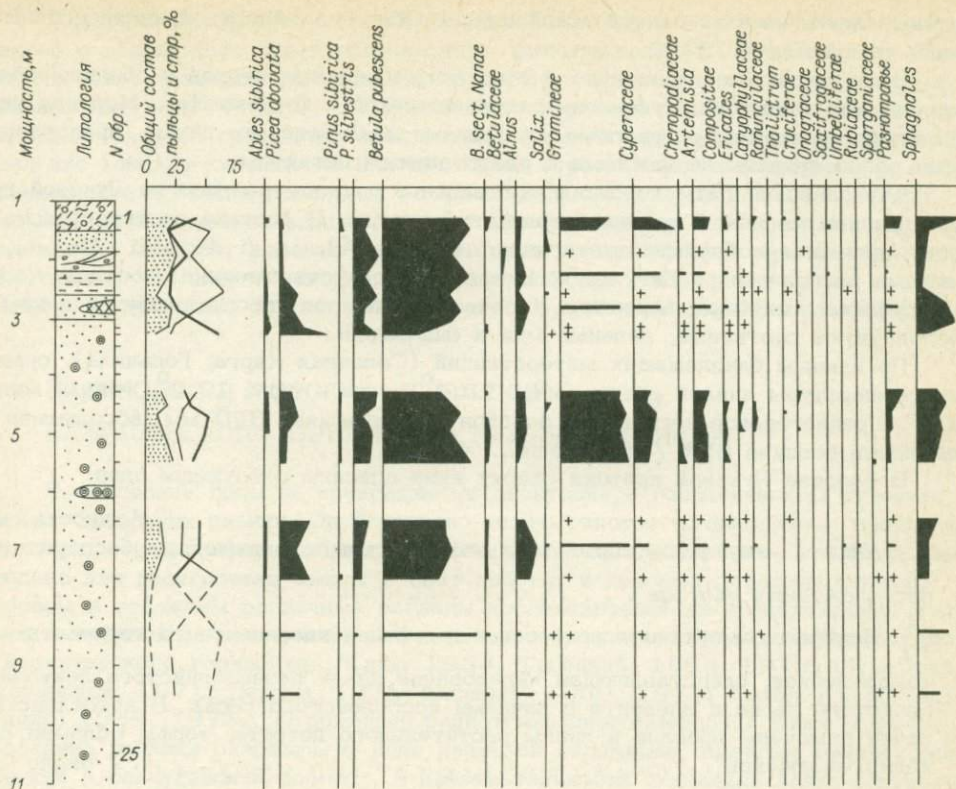 Мощность, м
Литология
N обр.
Общий состав
пыльцы и спор, %
0 25 75
Abies sibirica
Picea obovata
Pinus sibirica
P. silvestris
Betula pubescens
B. sect. Nanae
Betulaceae
Alnus
Salix
Gramineae
Cyperaceae
Chenopodiaceae
Artemisia
Compositae
Ericales
Caryophyllaceae
Ranunculaceae
Thalictrum
Cruciferae
Onagraceae
Saxifragaceae
Umbelliferae
Rubiaceae
Sparganiaceae
Разнотравье
Bryales
1
3
5
7
9
11
25